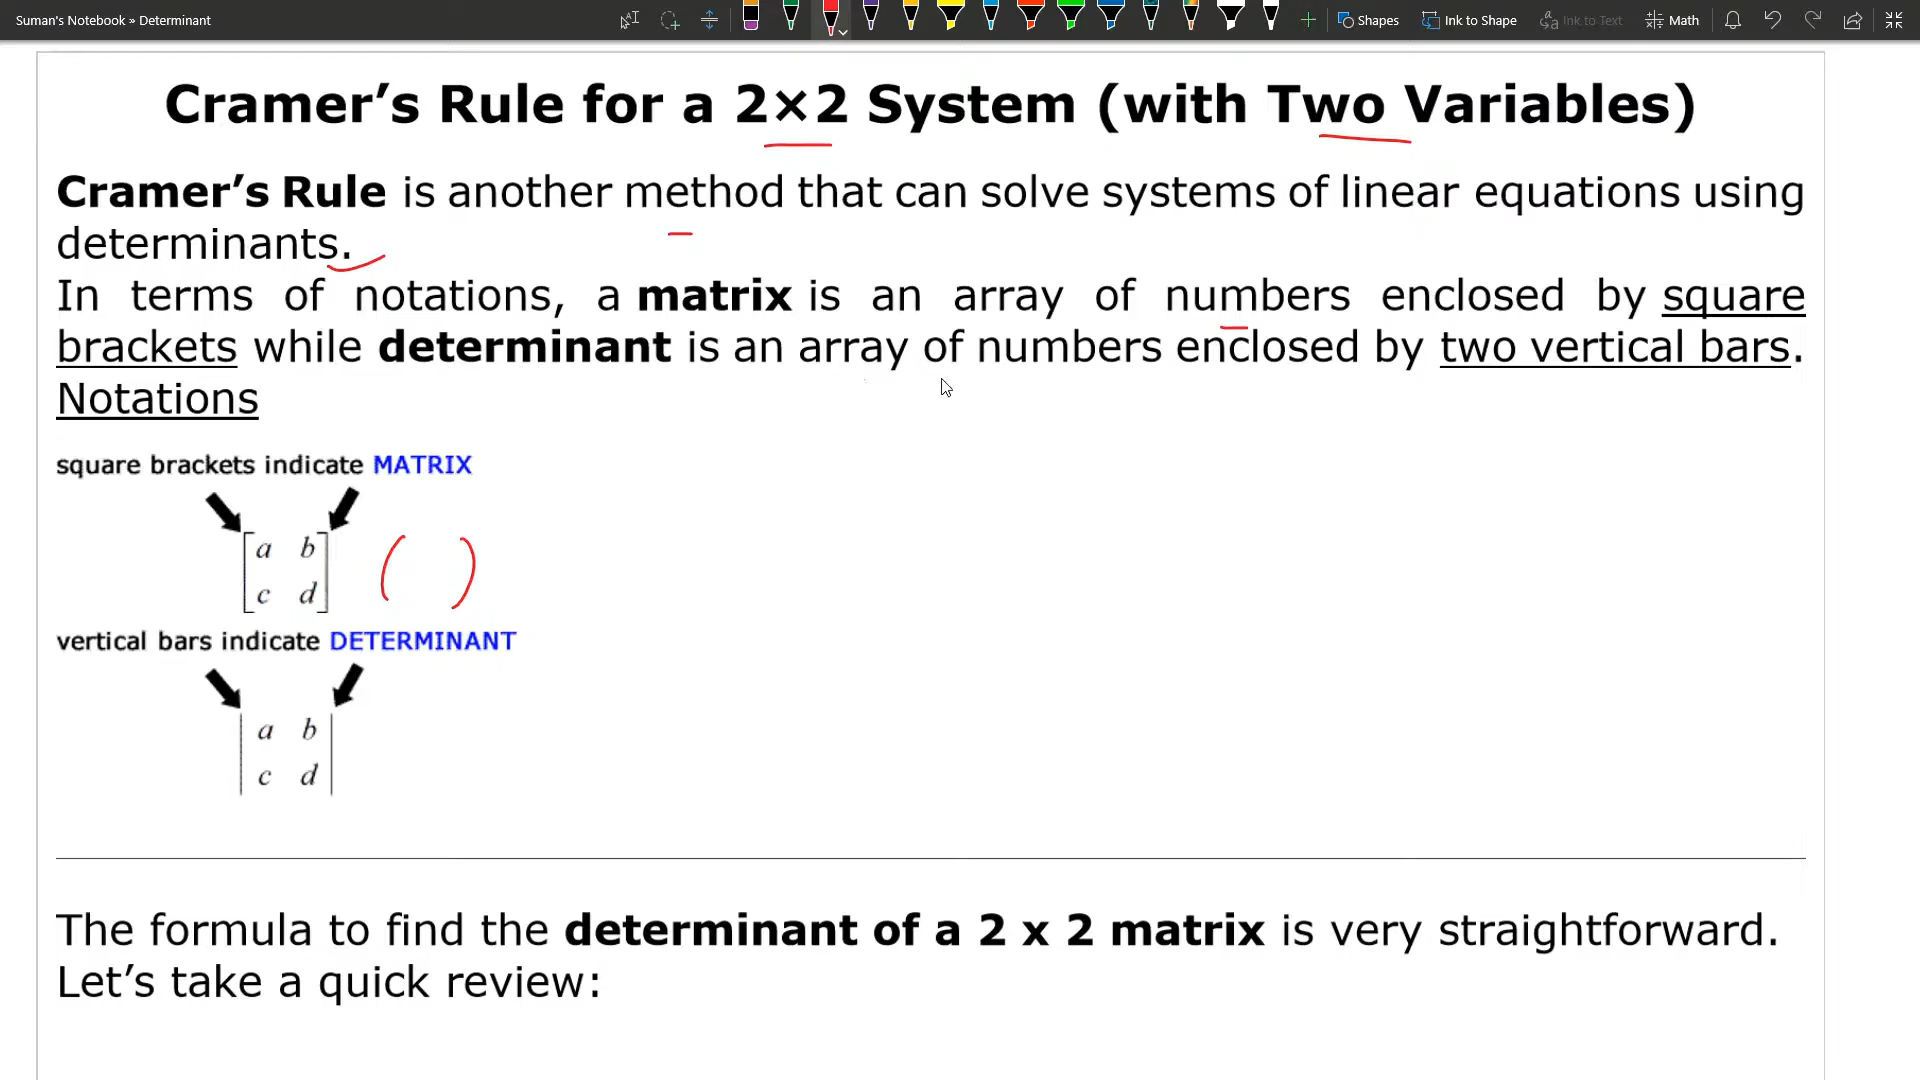 Suman's Notebook » Determinant
Shapes Ink to Shape Ink to Text Math
Cramer’s Rule for a 2×2 System (with Two Variables)
Cramer’s Rule is another method that can solve systems of linear equations using
determinants.
In terms of notations, a matrix is an array of numbers enclosed by square
brackets while determinant is an array of numbers enclosed by two vertical bars.
Notations
square brackets indicate MATRIX
[a b
c d] ( )
vertical bars indicate DETERMINANT
|a b
c d|
The formula to find the determinant of a 2 x 2 matrix is very straightforward.
Let’s take a quick review: